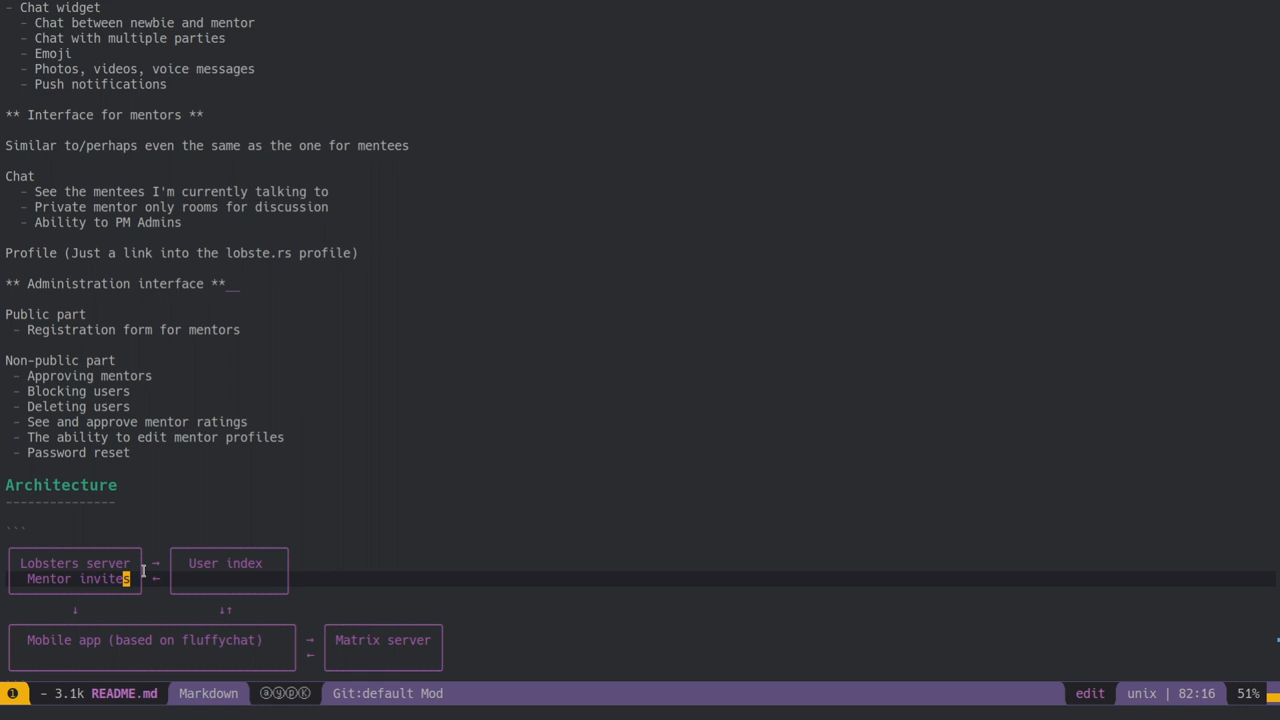 - Chat widget
- Chat between newbie and mentor
- Chat with multiple parties
- Emoji
- Photos, videos, voice messages
- Push notifications
** Interface for mentors **
Similar to/perhaps even the same as the one for mentees
Chat
- See the mentees I'm currently talking to
- Private mentor only rooms for discussion
- Ability to PM Admins
Profile (Just a link into the lobste.rs profile)
** Administration interface **__
Public part
- Registration form for mentors
Non-public part
- Approving mentors
- Blocking users
- Deleting users
- See and approve mentor ratings
- The ability to edit mentor profiles
- Password reset
Architecture
---------------
```
Lobsters server → User index
Mentor invites ←
↓ ↓↑
Mobile app (based on fluffychat) → Matrix server
←
```
❶ - 3.1k README.md Markdown ⓐⓨⓟⓀ Git:default Mod edit unix | 82:16 51%